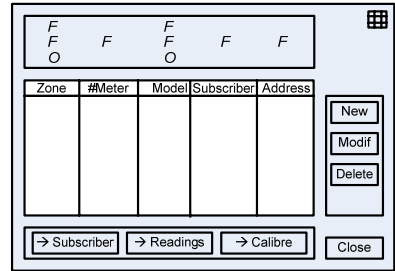 F F
F F F F F
O O
Zone #Meter Model Subscriber Address
New
Modif
Delete
→ Subscriber → Readings → Calibre Close